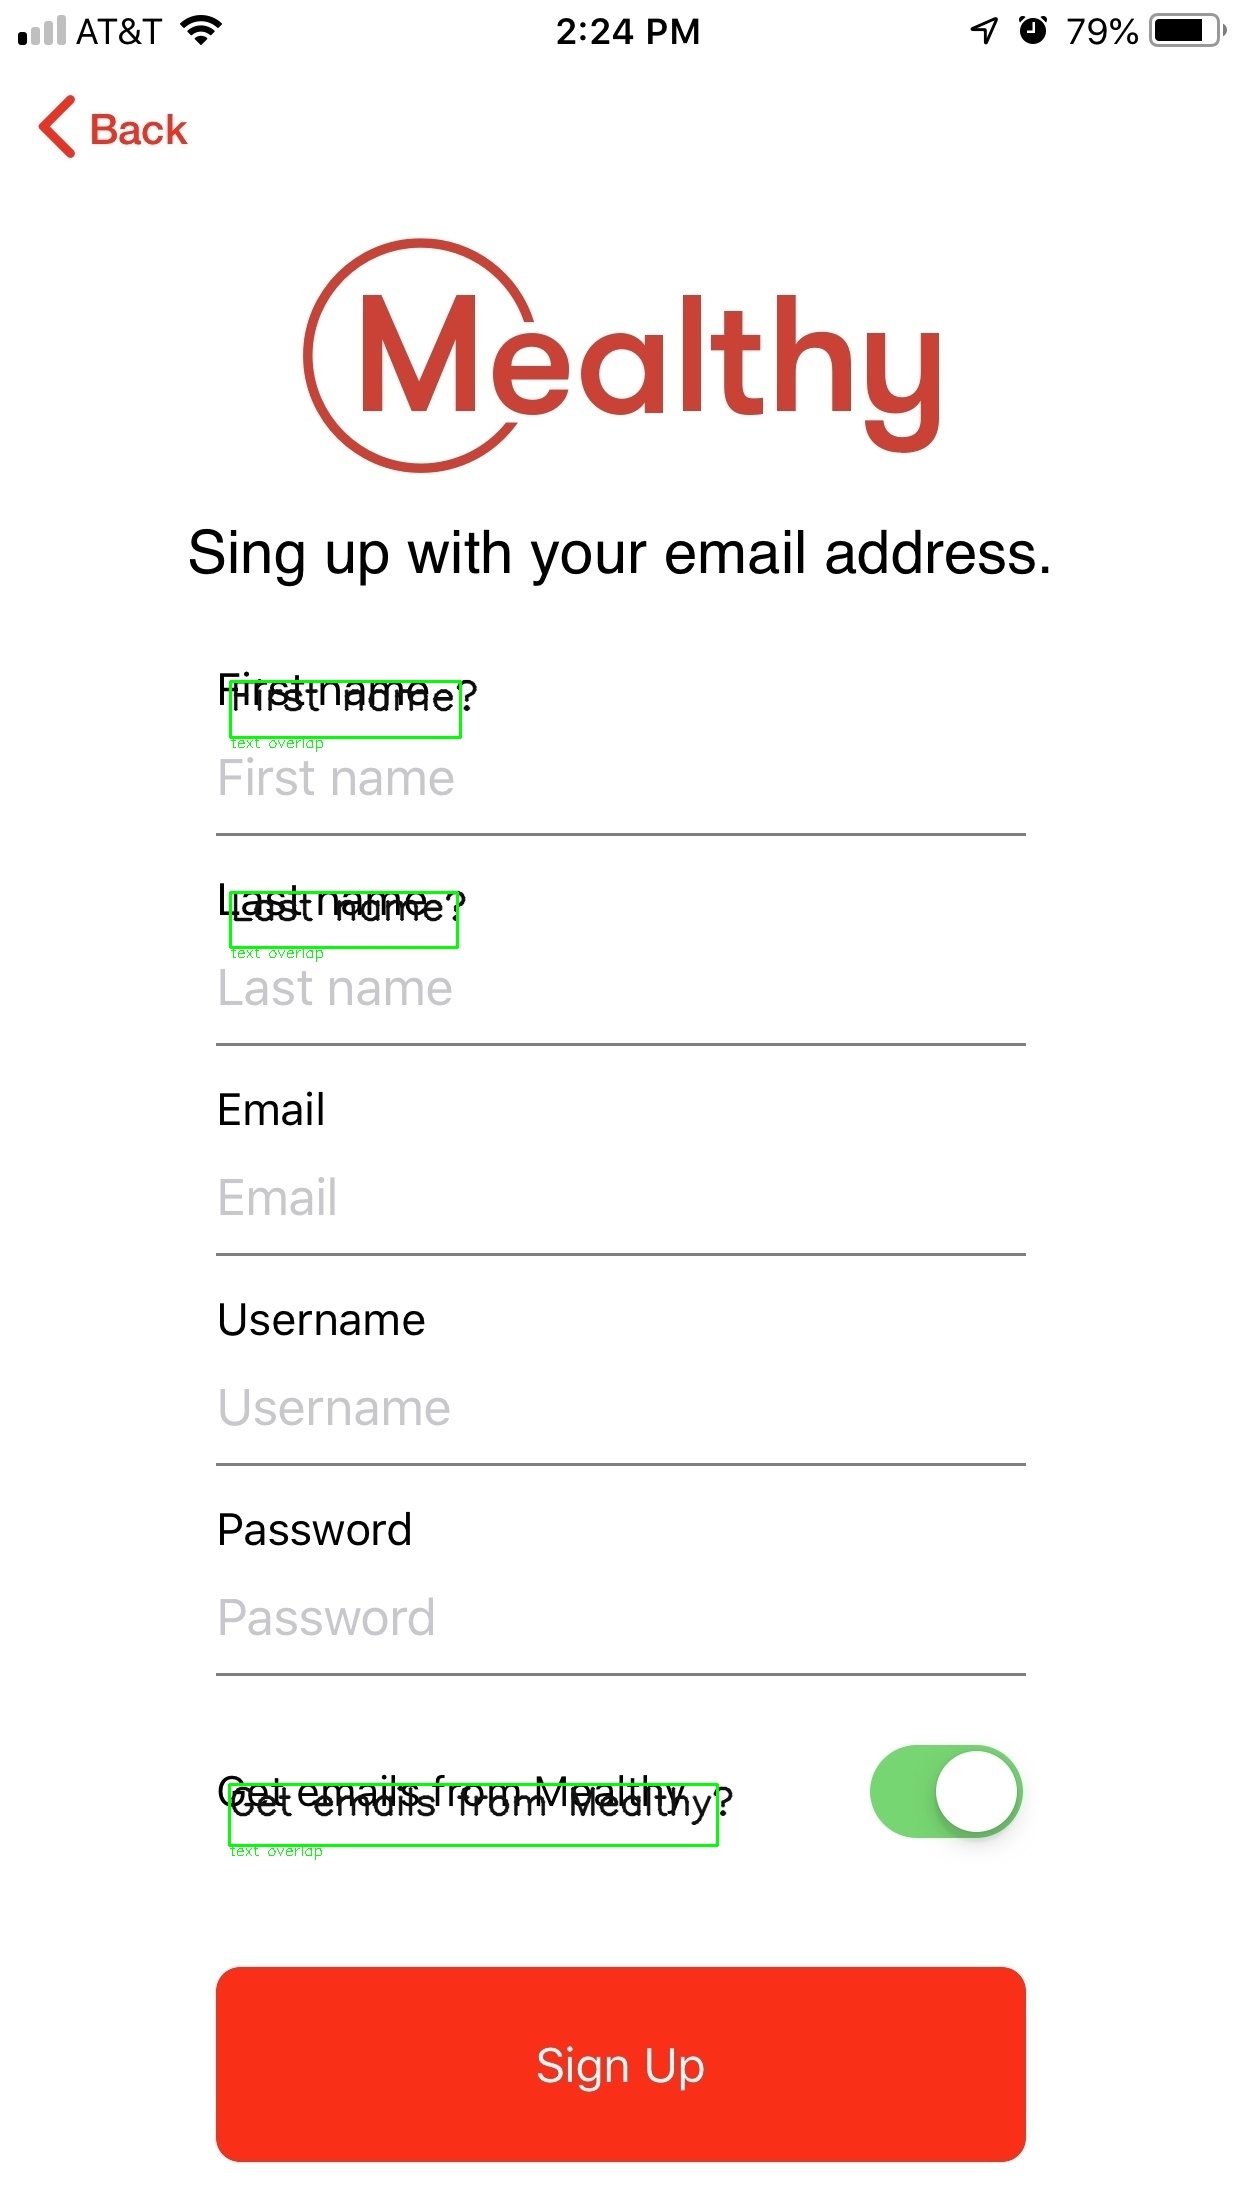 AT&T 2:24 PM 79%
Back
Mealthy
Sing up with your email address.
First name
First name?
text overlap
First name
Last name
Last name?
text overlap
Last name
Email
Email
Username
Username
Password
Password
Get emails from Mealthy
Get emails from Mealthy?
text overlap
Sign Up